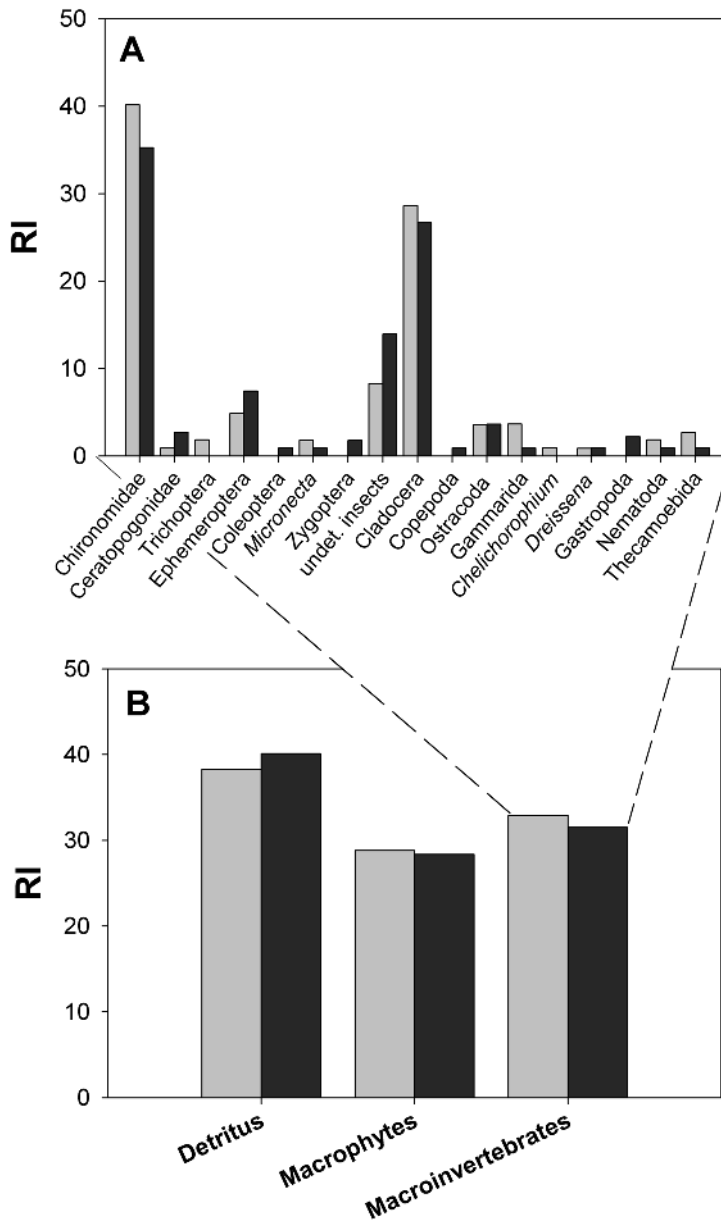 A
50
40
30
20
10
0
RI
Chironomidae
Ceratopogonidae
Trichoptera
Ephemeroptera
Coleoptera
Micronecta
Zygoptera
undet. insects
Cladocera
Copepoda
Ostracoda
Gammarida
Chelichorophium
Dreissena
Gastropoda
Nematoda
Thecamoebida
B
50
40
30
20
10
0
RI
Detritus
Macrophytes
Macroinvertebrates